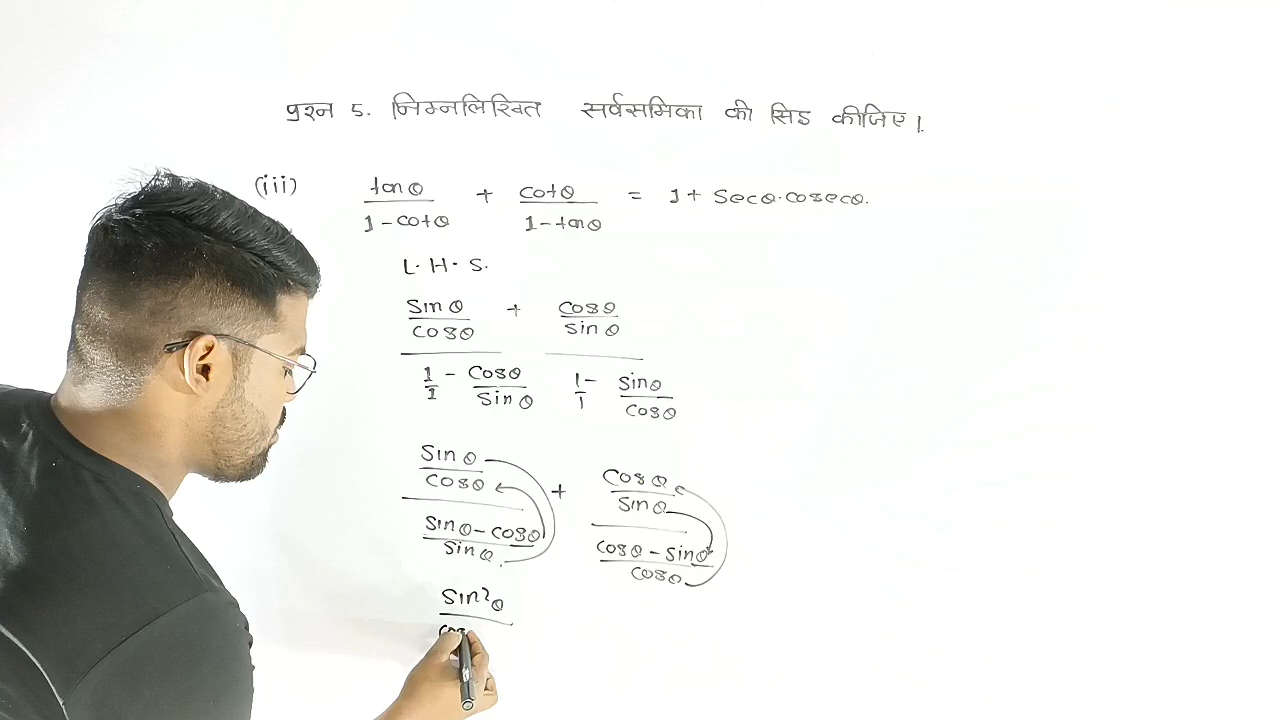 प्रश्न 5. निम्नलिखित सर्वसमिका को सिद्ध कीजिए।
(iii) tanθ / 1-cotθ + cotθ / 1-tanθ = 1 + secθ.cosecθ.
L.H.S.
sinθ / cosθ + cosθ / sinθ
1/1 - cosθ / sinθ 1/1 - sinθ / cosθ
sinθ / cosθ + cosθ / sinθ
sinθ - cosθ / sinθ cosθ - sinθ / cosθ
sin²θ
cos